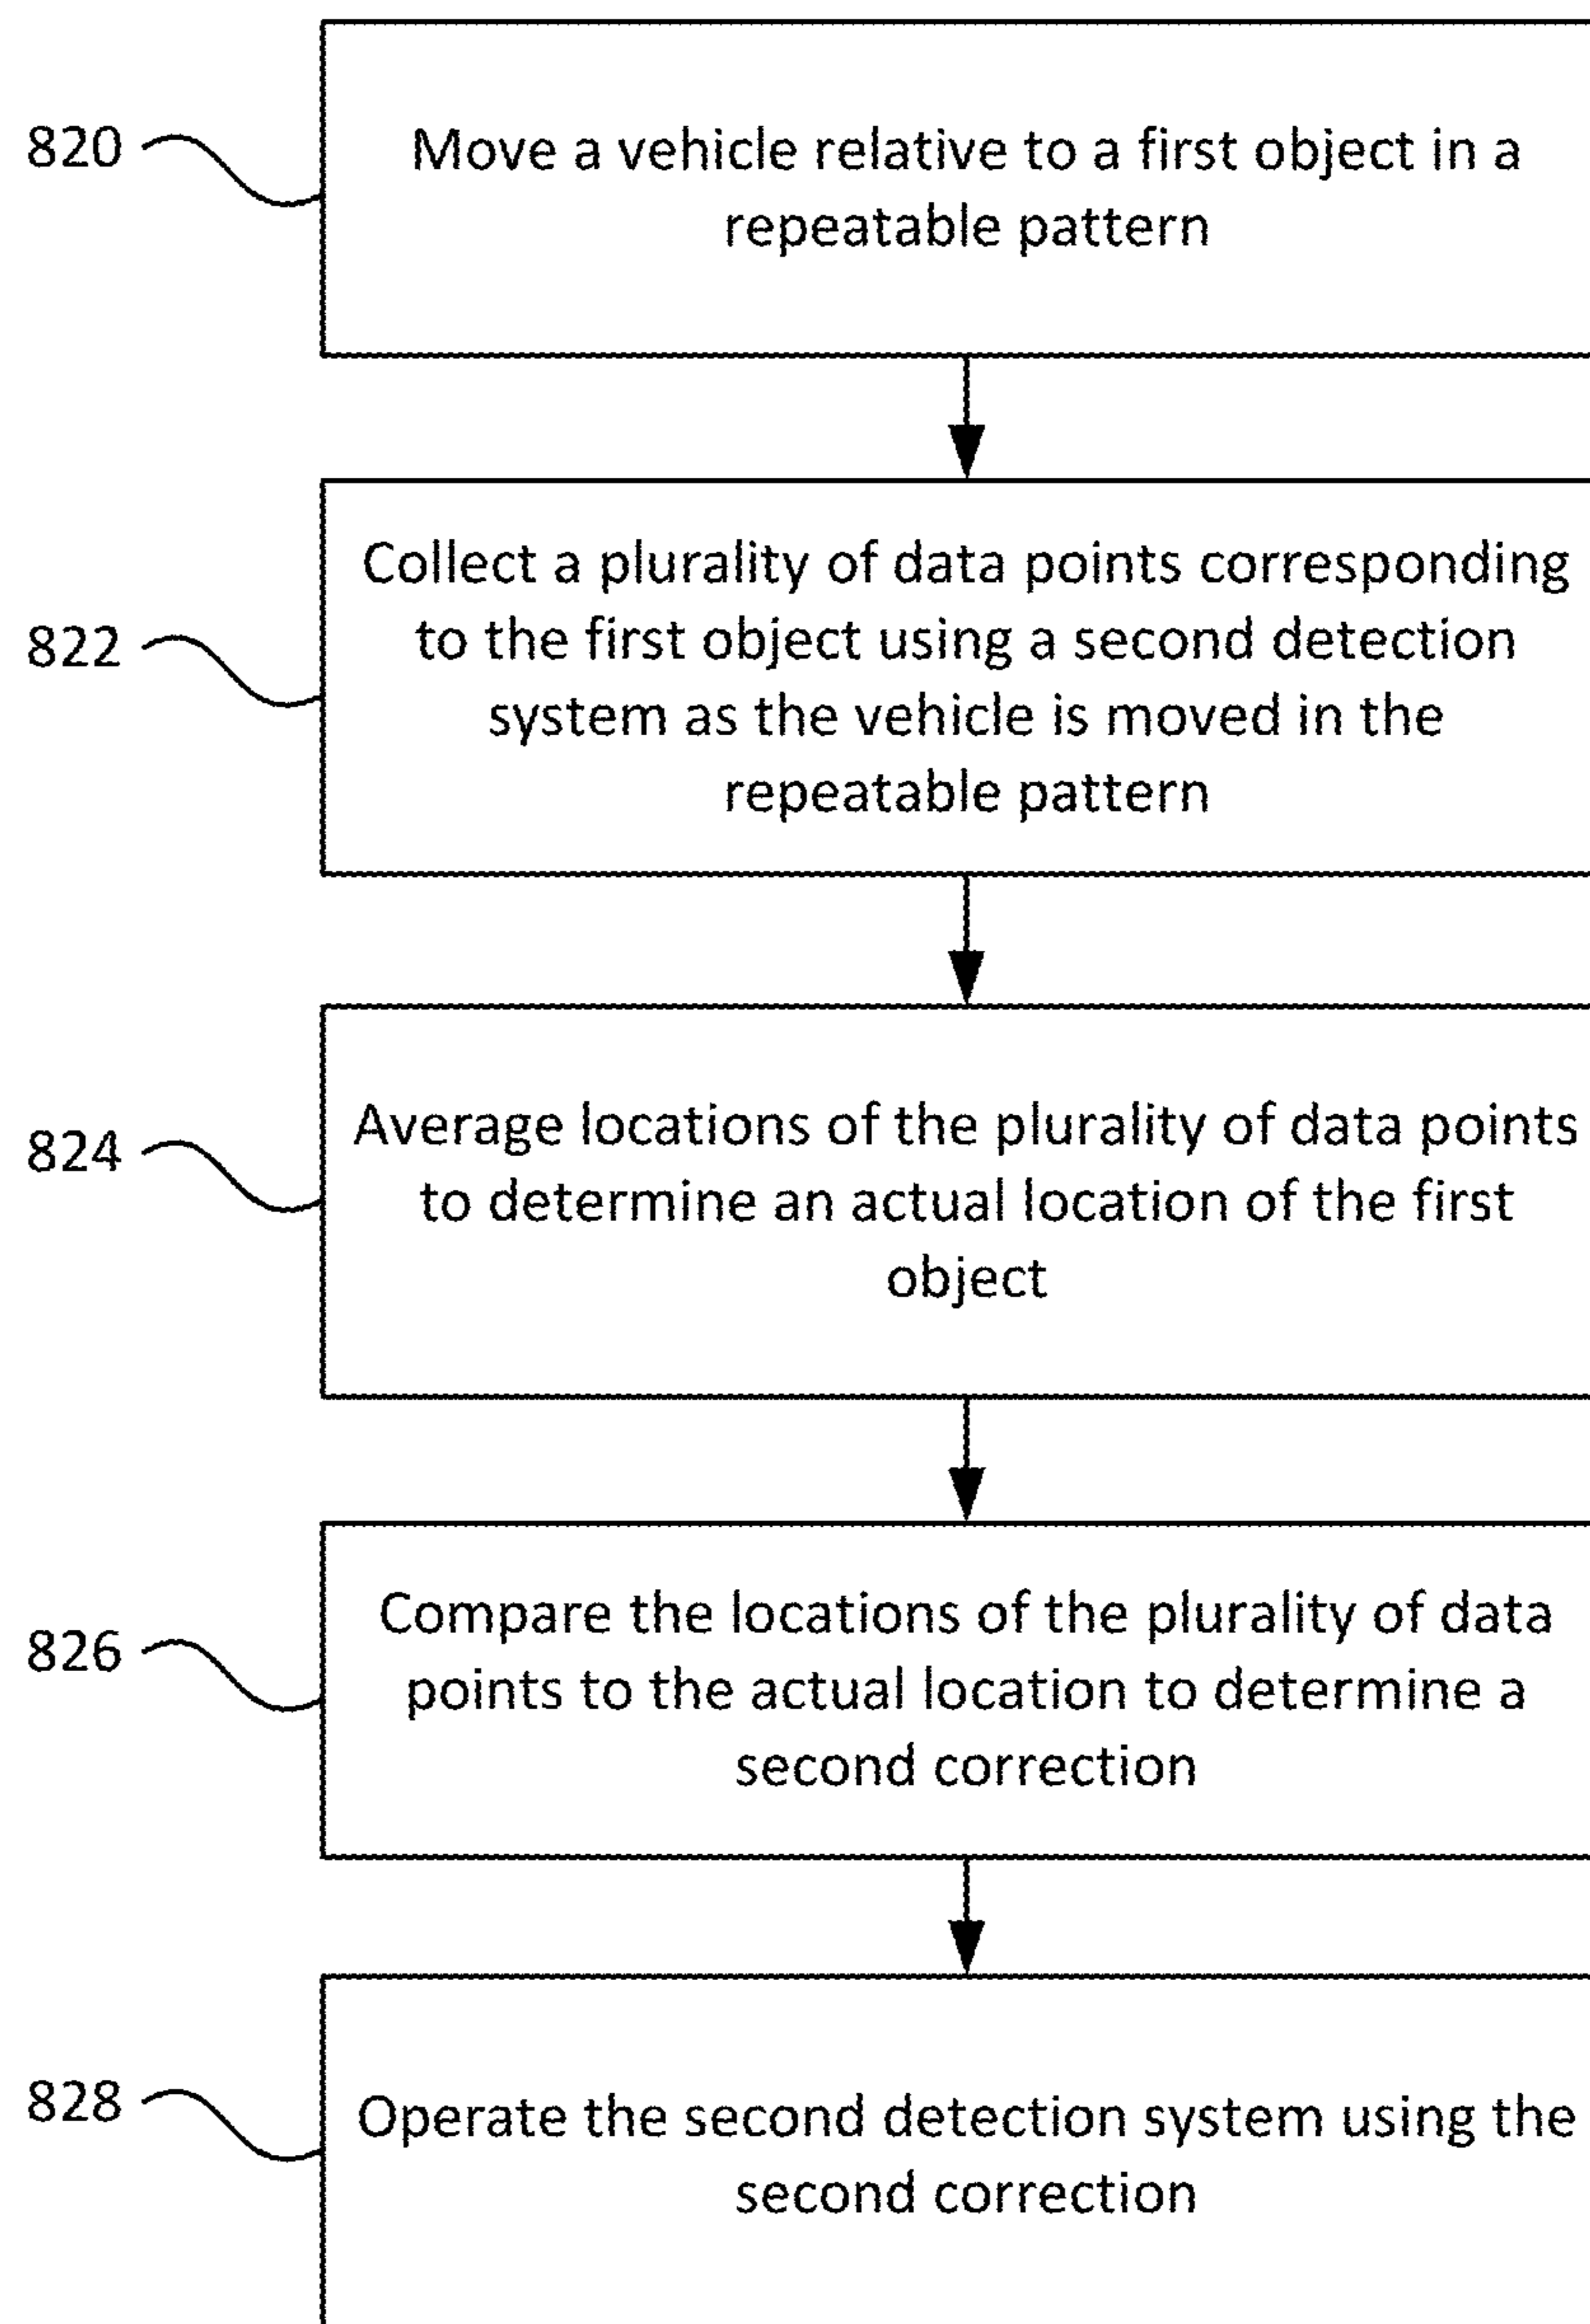 820
Move a vehicle relative to a first object in a
repeatable pattern
822
Collect a plurality of data points corresponding
to the first object using a second detection
system as the vehicle is moved in the
repeatable pattern
824
Average locations of the plurality of data points
to determine an actual location of the first
object
826
Compare the locations of the plurality of data
points to the actual location to determine a
second correction
828
Operate the second detection system using the
second correction